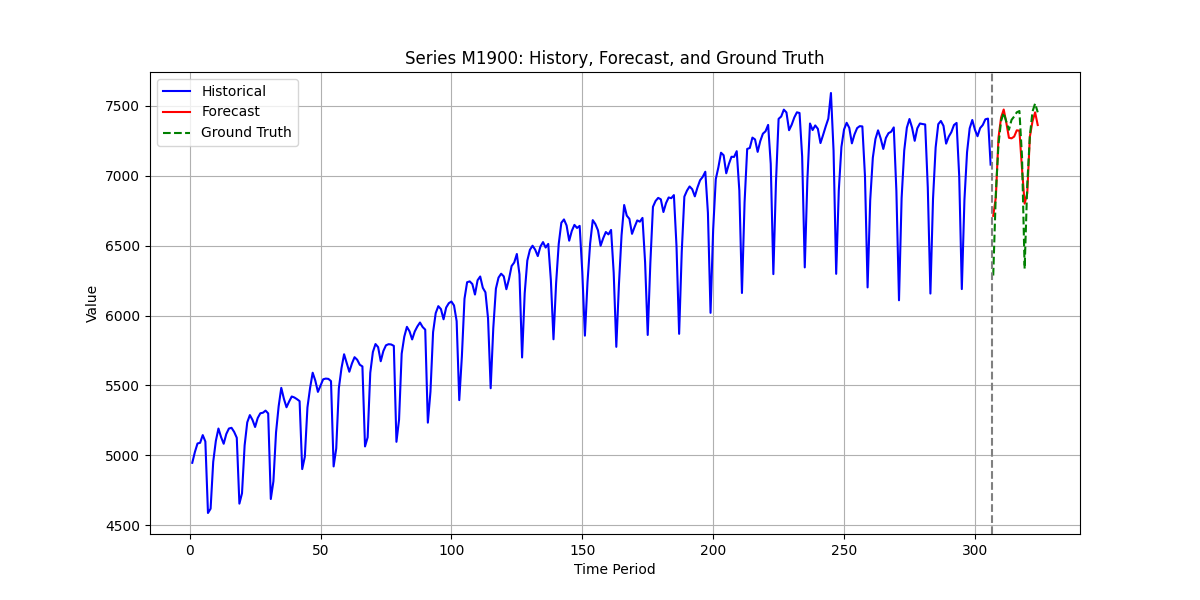 Series M1900: History, Forecast, and Ground Truth
Historical
Forecast
Ground Truth
Value
7500
7000
6500
6000
5500
5000
4500
0 50 100 150 200 250 300
Time Period